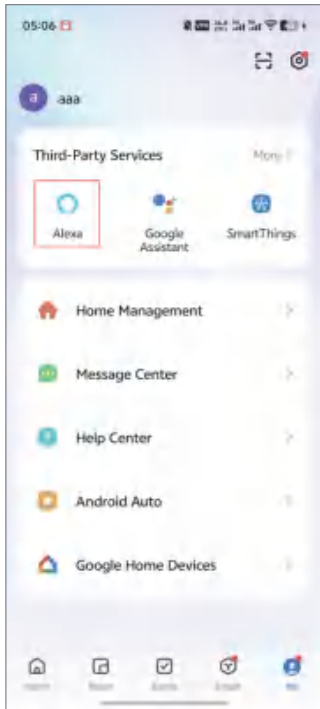 05:06
a
aaa
Third-Party Services
More
Alexa
Google
Assistant
SmartThings
Home Management
Message Center
Help Center
Android Auto
Google Home Devices
Me